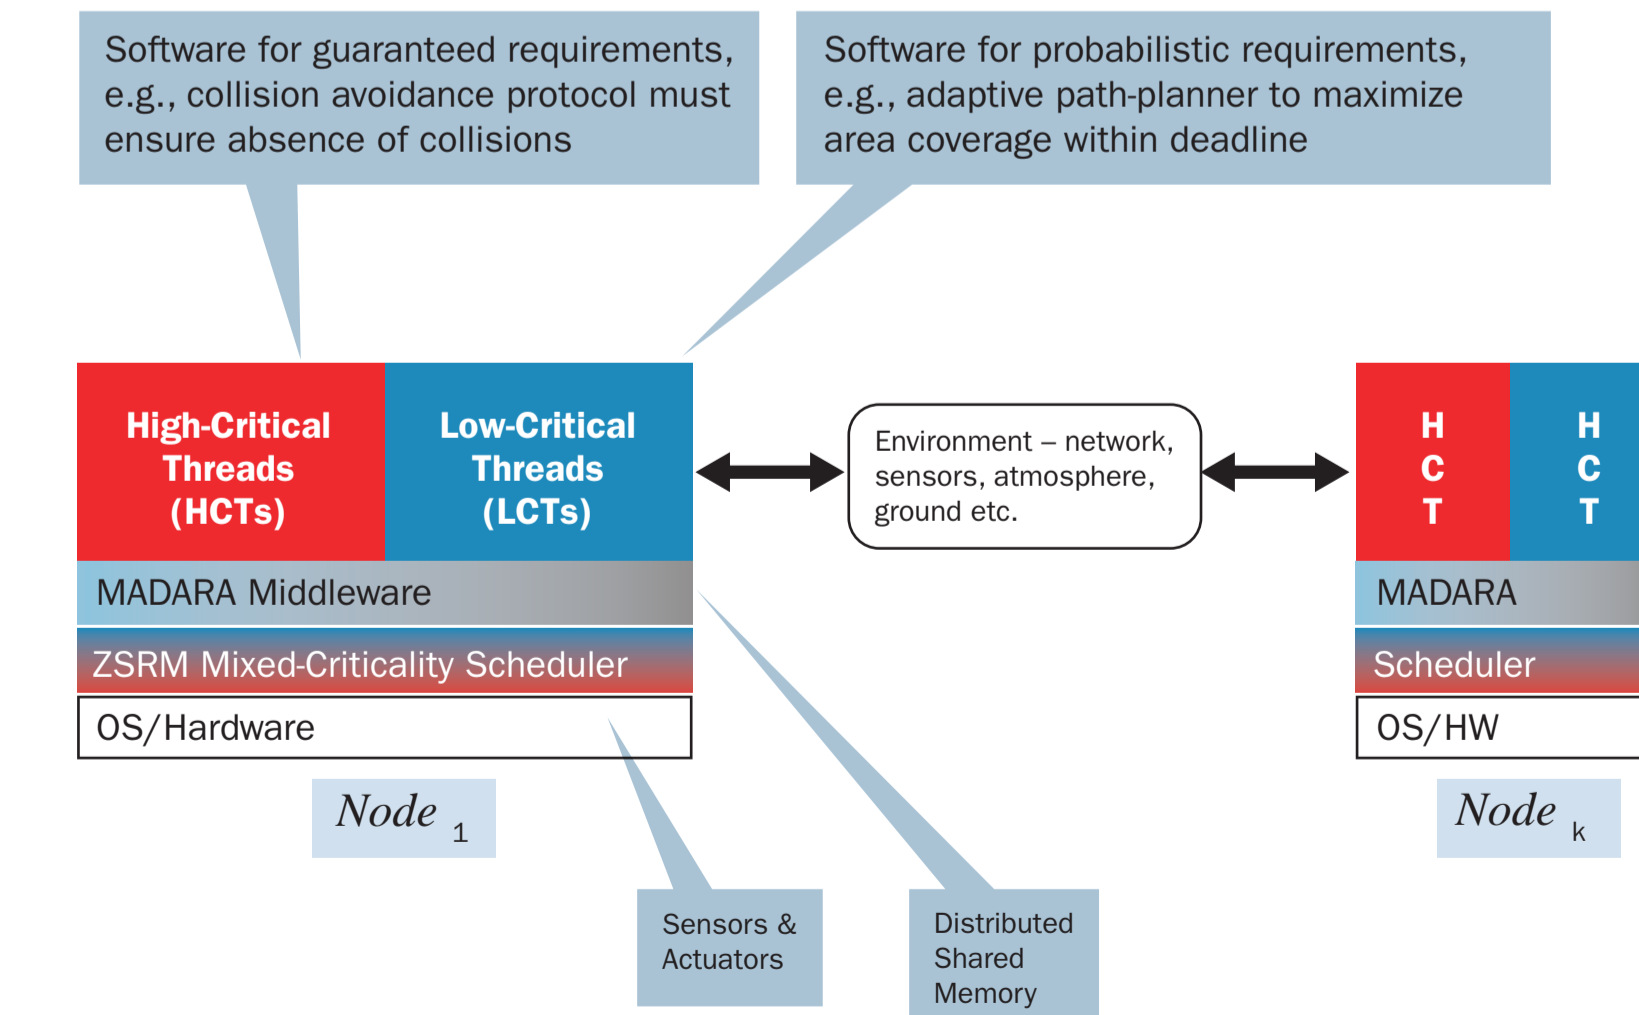 Software for guaranteed requirements,
e.g., collision avoidance protocol must
ensure absence of collisions
Software for probabilistic requirements,
e.g., adaptive path-planner to maximize
area coverage within deadline
High-Critical
Threads
(HCTs)
Low-Critical
Threads
(LCTs)
Environment – network,
sensors, atmosphere,
ground etc.
H
C
T
H
C
T
MADARA Middleware
MADARA
ZSRM Mixed-Criticality Scheduler
Scheduler
OS/Hardware
OS/HW
Node 1
Node k
Sensors &
Actuators
Distributed
Shared
Memory